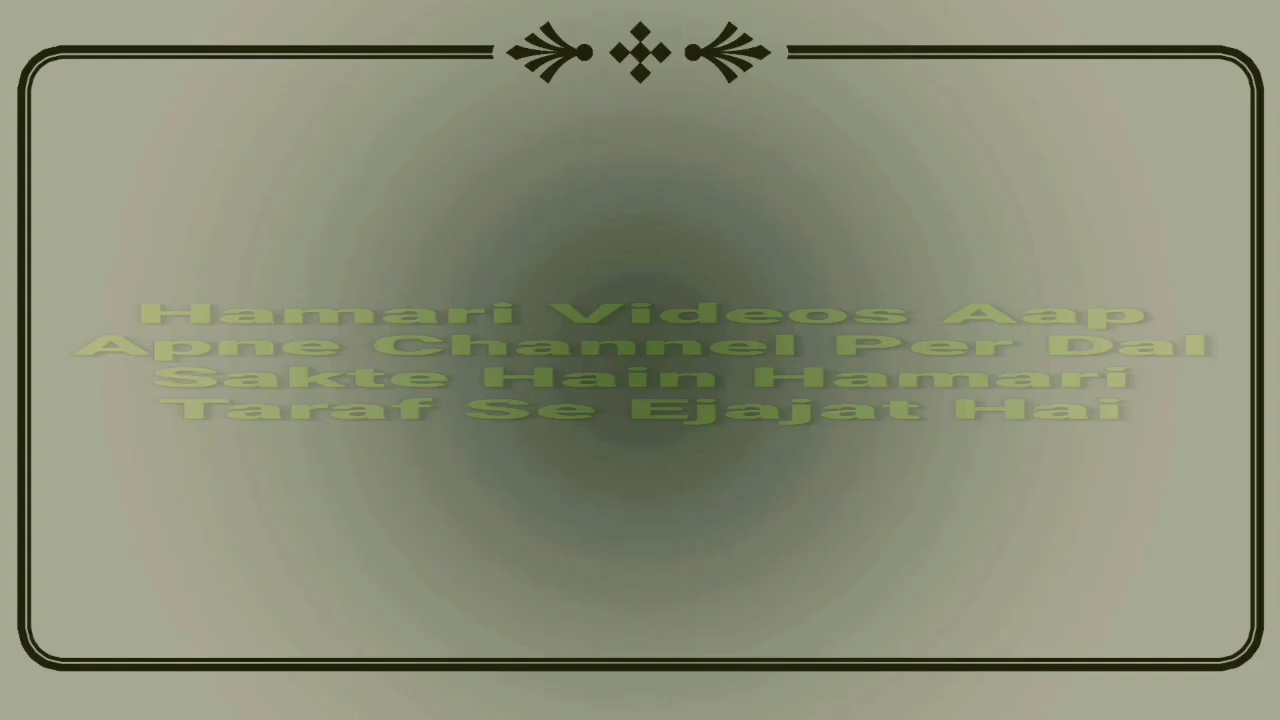 Hamari Videos Aap
Apne Channel Per Dal
Sakte Hain Hamari
Taraf Se Ejajat Hai